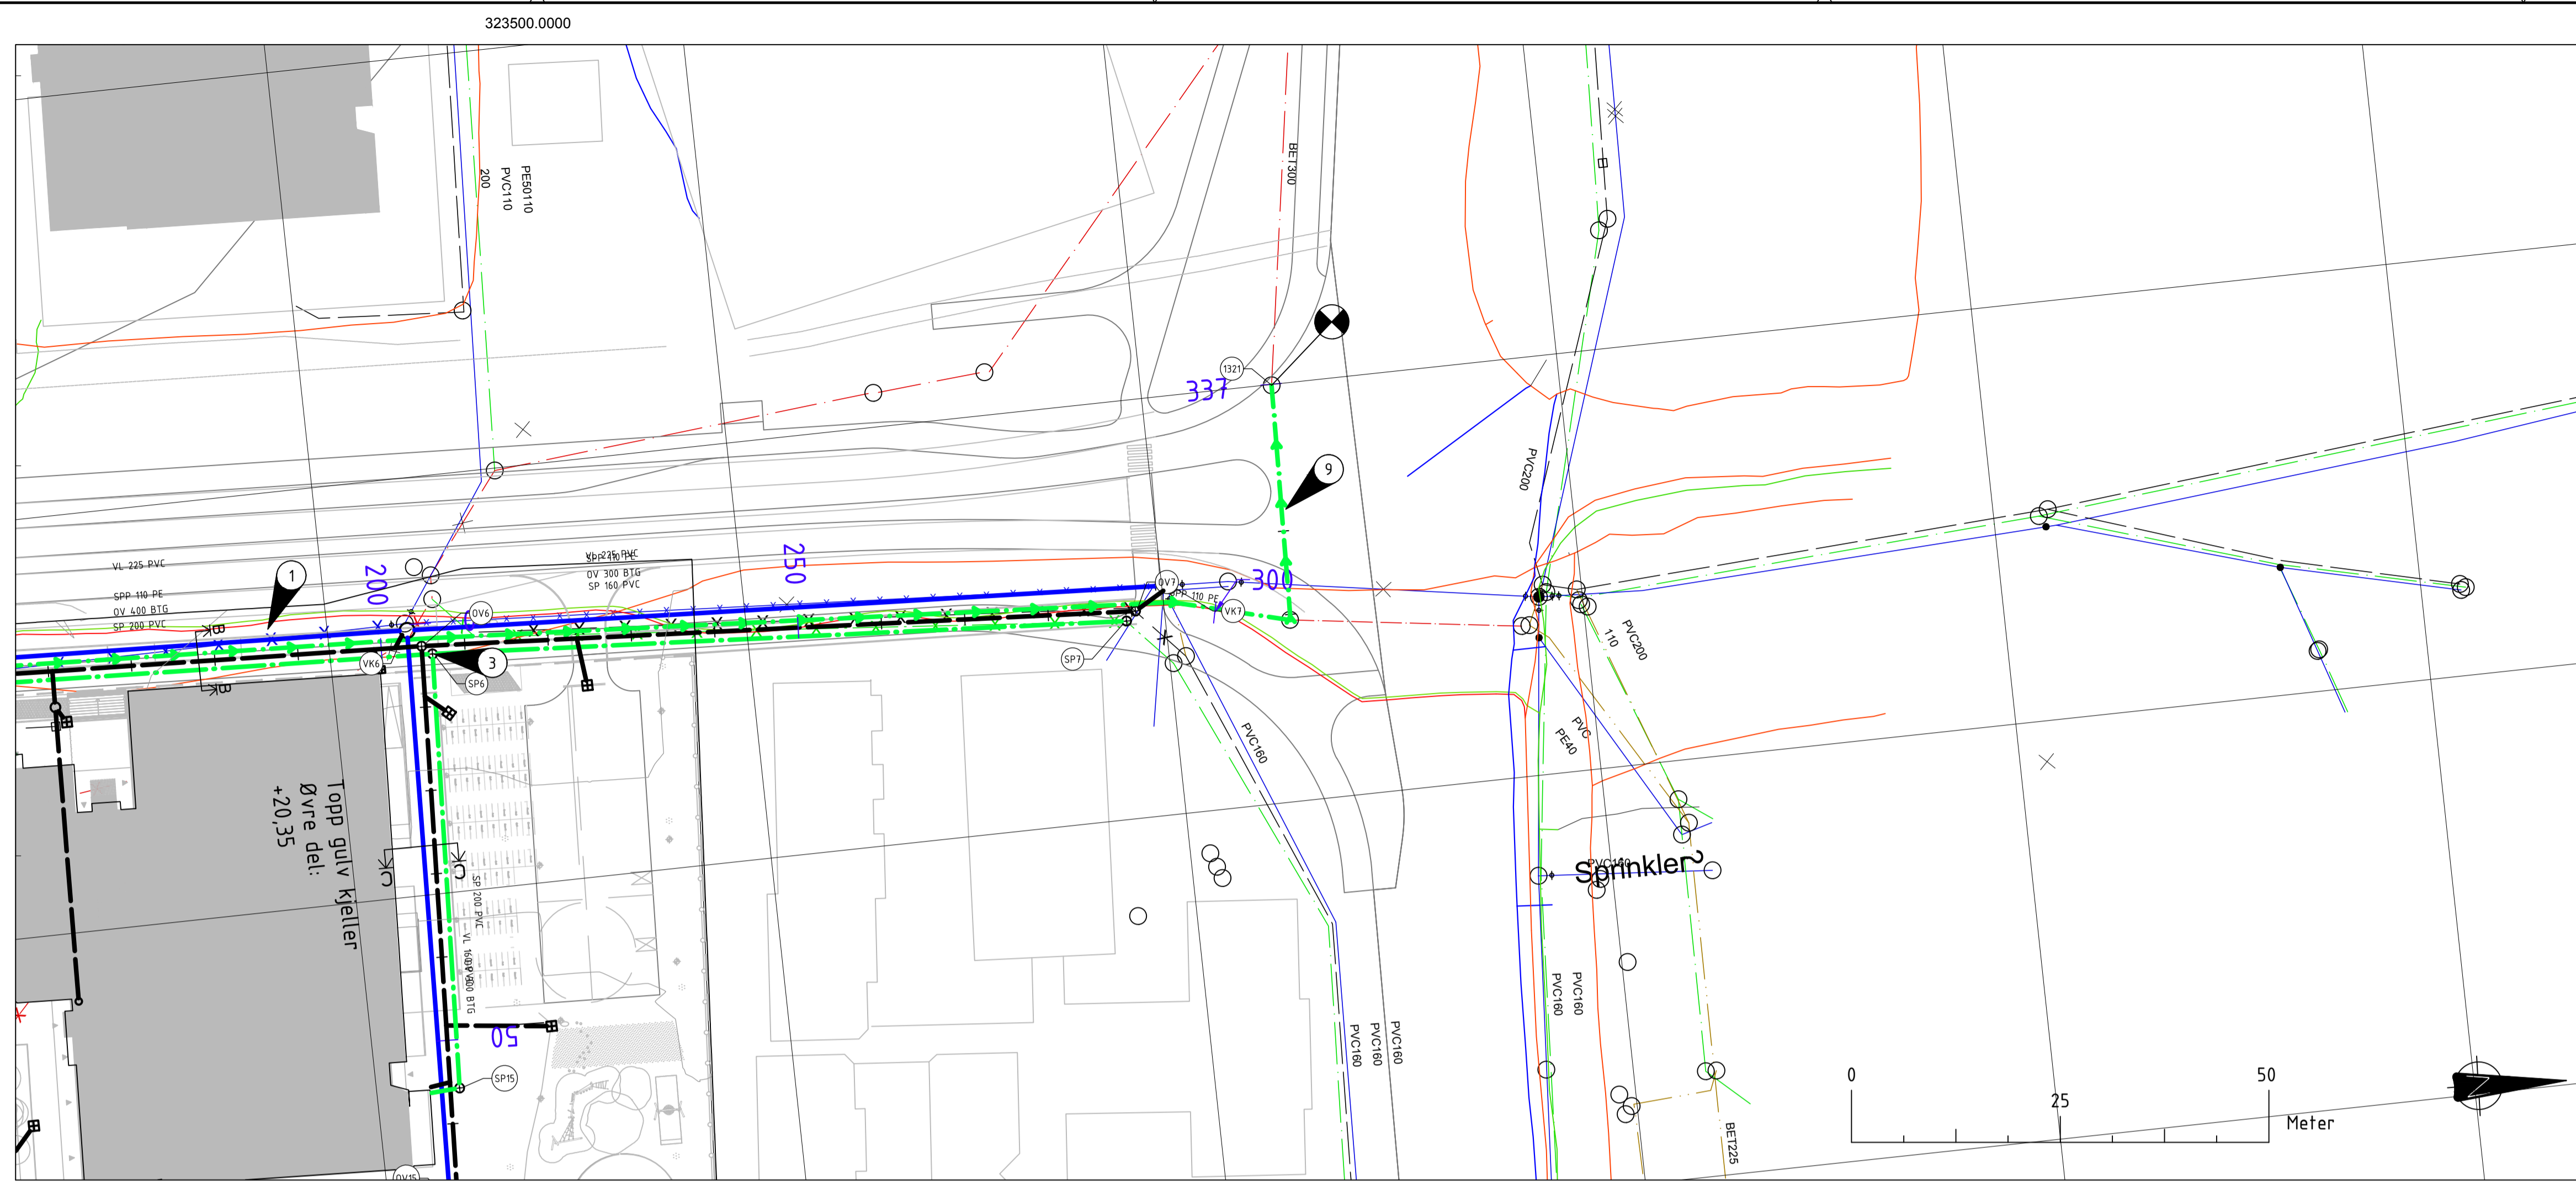 323500.0000
200
PVC110
PE50110
BET300
1321
337
PVC200
9
VL 225 PVC
SPP 110 PE
OV 400 BTG
SP 200 PVC
1
200
250
OV 300 BTG
SP 160 PVC
OV7
300
VK7
OV6
B
B
VK6
3
SP6
SP7
PVC200
110
PVC
PE40
PVC160
Topp gulv kjeller
Øvre del:
+20,35
C
C
SP 200 PVC
Sprinkler?
PVC160
50
SP15
OV15
PVC160
PVC160
PVC160
PVC160
PVC160
BET225
0
25
50
Meter
N